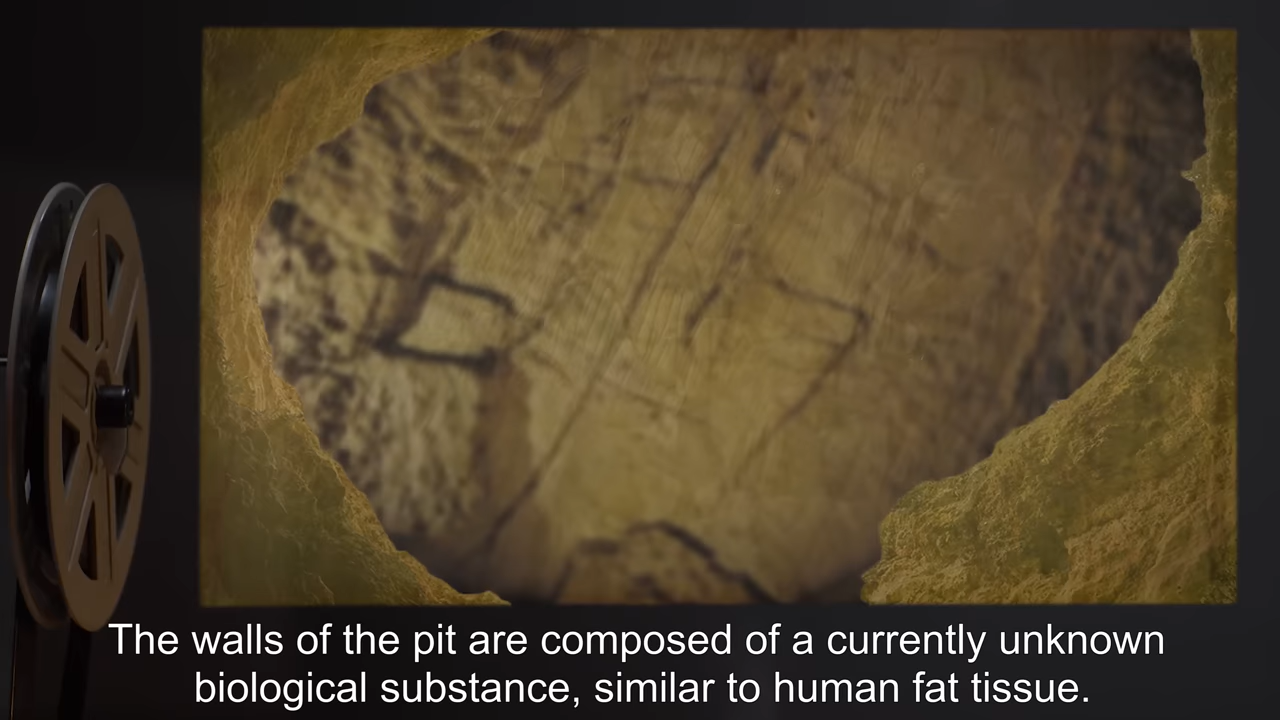 The walls of the pit are composed of a currently unknown
biological substance, similar to human fat tissue.